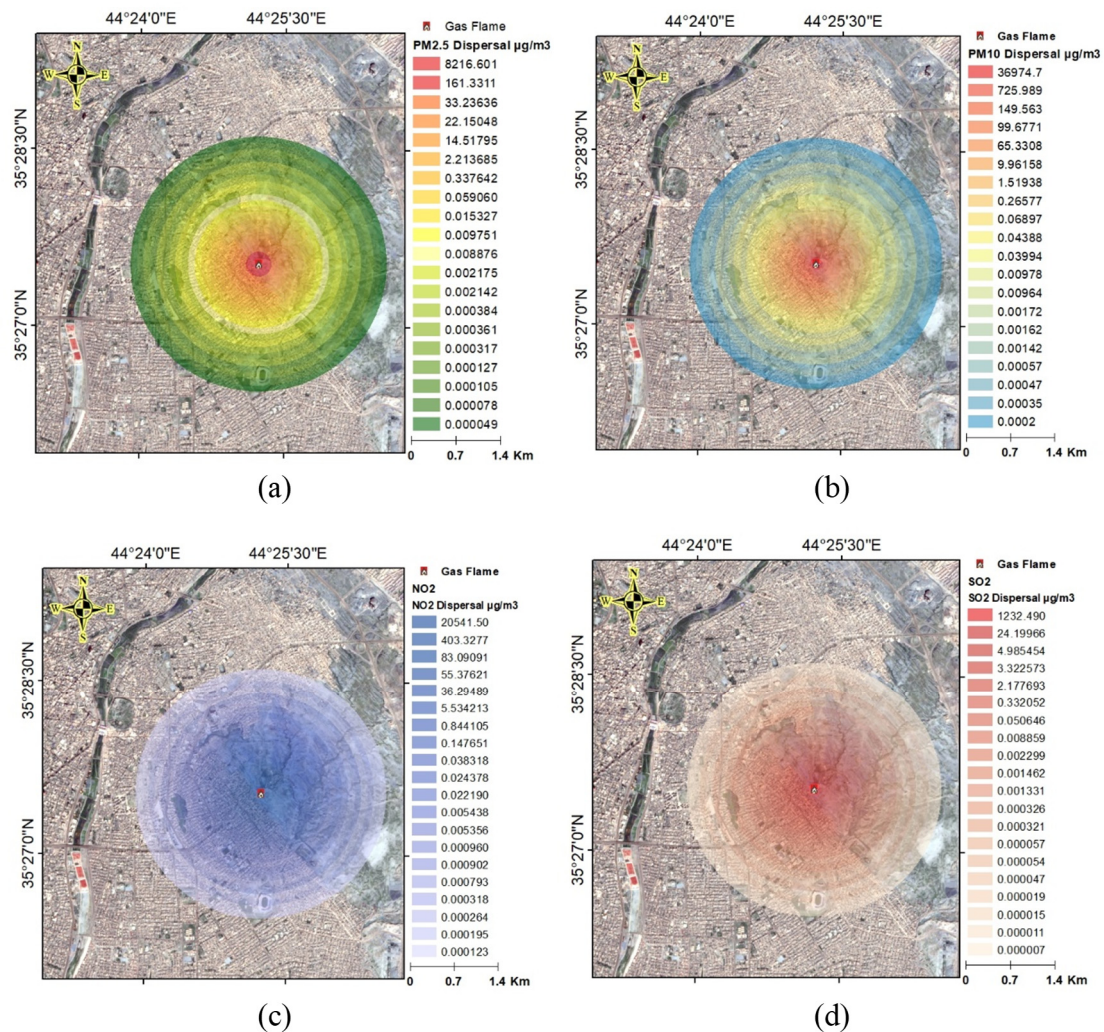 44°24'0"E 44°25'30"E
Gas Flame
PM2.5 Dispersal µg/m3
8216.601
161.3311
33.23636
22.15048
14.51795
2.213685
0.337642
0.059060
0.015327
0.009751
0.008876
0.002175
0.002142
0.000384
0.000361
0.000317
0.000127
0.000105
0.000078
0.000049
0 0.7 1.4 Km
N
W E
S
35°28'30"N
35°27'0"N
(a)
44°24'0"E 44°25'30"E
Gas Flame
PM10 Dispersal µg/m3
36974.7
725.989
149.563
99.6771
65.3308
9.96158
1.51938
0.26577
0.06897
0.04388
0.03994
0.00978
0.00964
0.00172
0.00162
0.00142
0.00057
0.00047
0.00035
0.0002
0 0.7 1.4 Km
N
W E
S
35°28'30"N
35°27'0"N
(b)
44°24'0"E 44°25'30"E
Gas Flame
NO2
NO2 Dispersal µg/m3
20541.50
403.3277
83.09091
55.37621
36.29489
5.534213
0.844105
0.147651
0.038318
0.024378
0.022190
0.005438
0.005356
0.000960
0.000902
0.000793
0.000318
0.000264
0.000195
0.000123
0 0.7 1.4 Km
N
W E
S
35°28'30"N
35°27'0"N
(c)
44°24'0"E 44°25'30"E
Gas Flame
SO2
SO2 Dispersal µg/m3
1232.490
24.19966
4.985454
3.322573
2.177693
0.332052
0.050646
0.008859
0.002299
0.001462
0.001331
0.000326
0.000321
0.000057
0.000054
0.000047
0.000019
0.000015
0.000011
0.000007
0 0.7 1.4 Km
N
W E
S
35°28'30"N
35°27'0"N
(d)